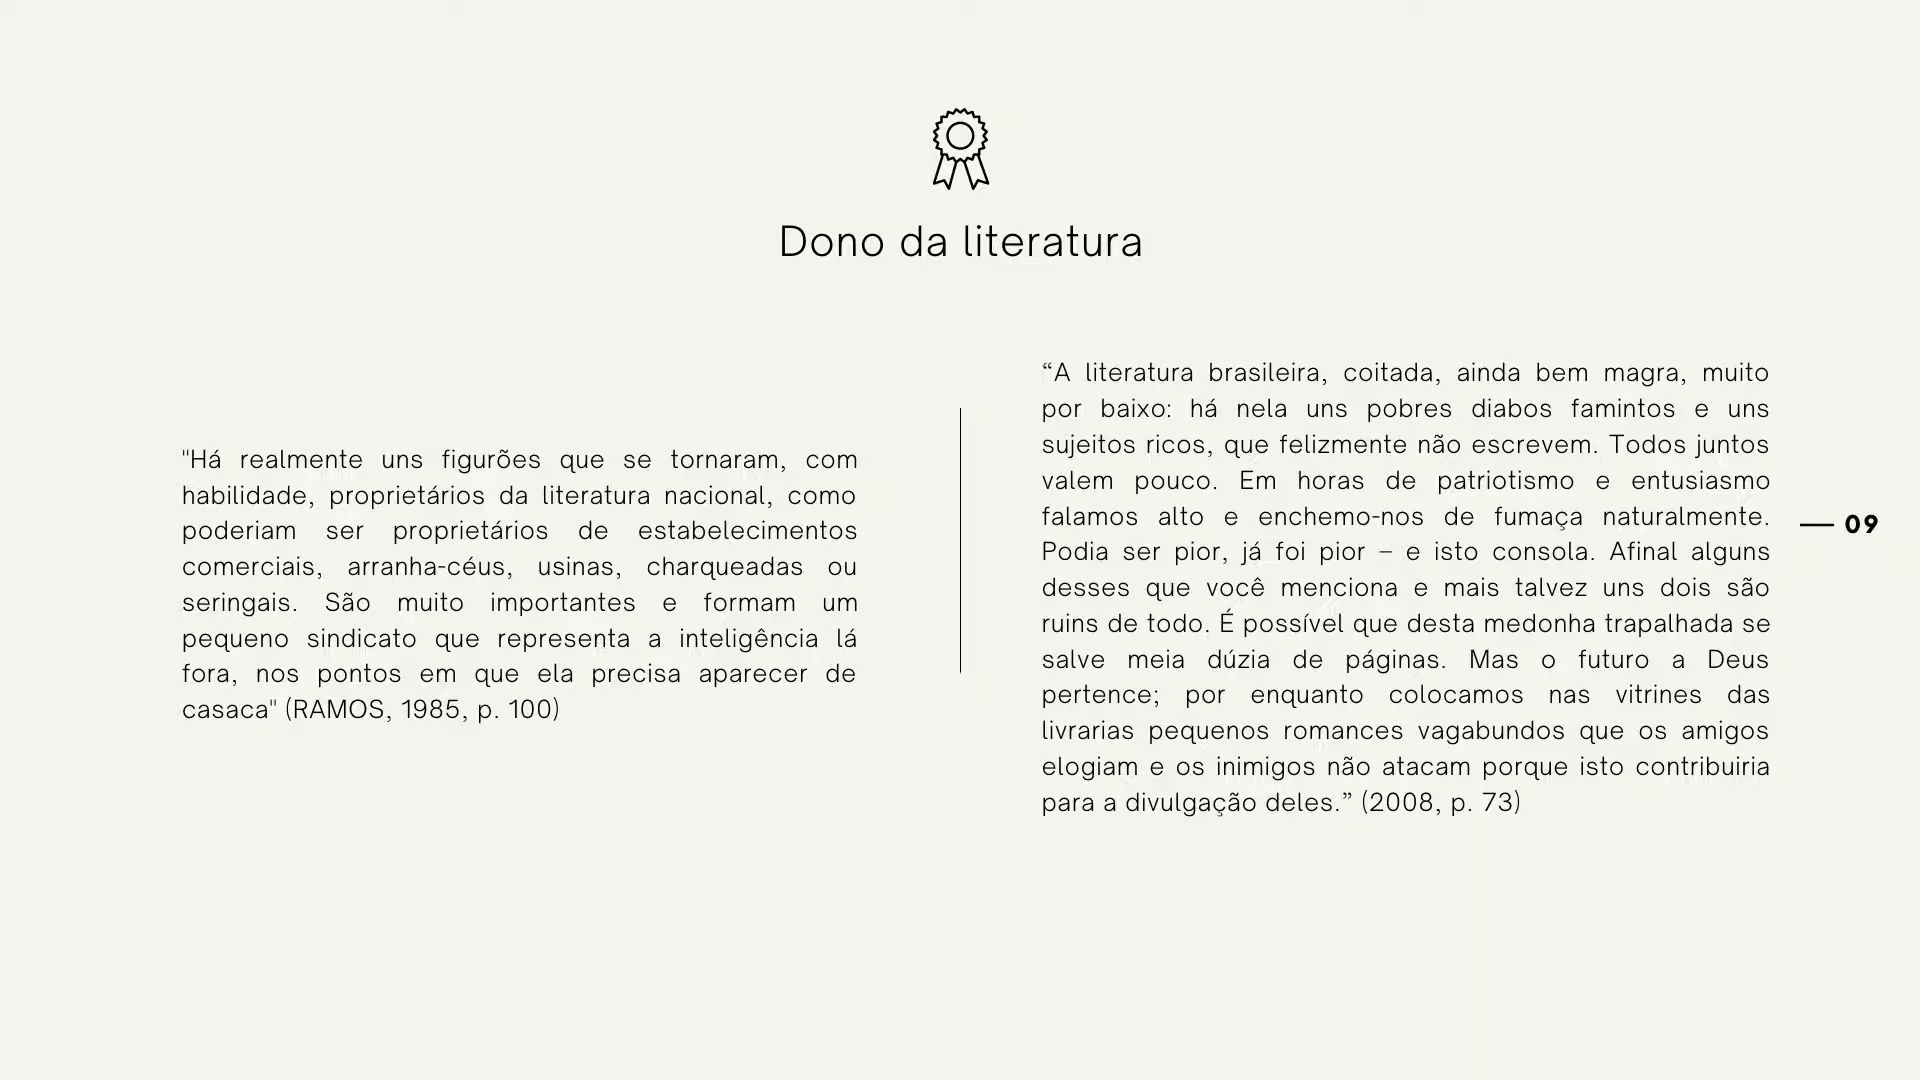 Dono da literatura
"Há realmente uns figurões que se tornaram, com
habilidade, proprietários da literatura nacional, como
poderiam ser proprietários de estabelecimentos
comerciais, arranha-céus, usinas, charqueadas ou
seringais. São muito importantes e formam um
pequeno sindicato que representa a inteligência lá
fora, nos pontos em que ela precisa aparecer de
casaca" (RAMOS, 1985, p. 100)
“A literatura brasileira, coitada, ainda bem magra, muito
por baixo: há nela uns pobres diabos famintos e uns
sujeitos ricos, que felizmente não escrevem. Todos juntos
valem pouco. Em horas de patriotismo e entusiasmo
falamos alto e enchemo-nos de fumaça naturalmente.
Podia ser pior, já foi pior – e isto consola. Afinal alguns
desses que você menciona e mais talvez uns dois são
ruins de todo. É possível que desta medonha trapalhada se
salve meia dúzia de páginas. Mas o futuro a Deus
pertence; por enquanto colocamos nas vitrines das
livrarias pequenos romances vagabundos que os amigos
elogiam e os inimigos não atacam porque isto contribuiria
para a divulgação deles.” (2008, p. 73)
— 09